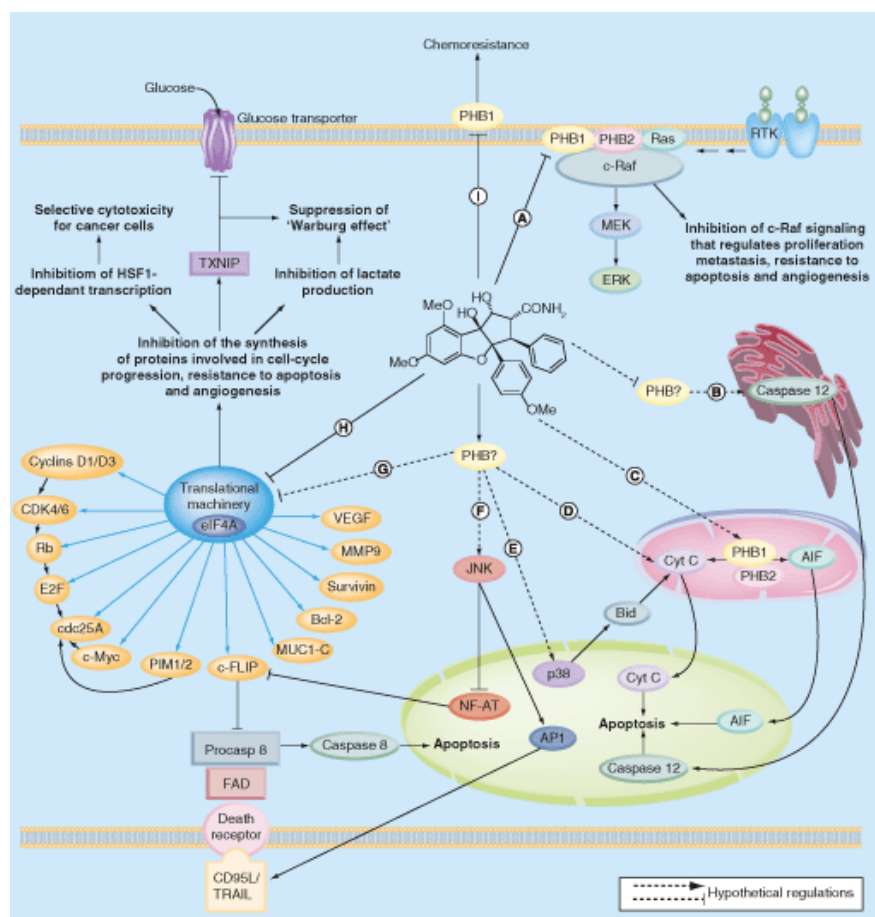 Chemoresistance
Glucose
Glucose transporter
PHB1
PHB1
PHB2
Ras
RTK
c-Raf
I
A
Selective cytotoxicity
for cancer cells
Suppression of
‘Warburg effect’
MEK
Inhibition of c-Raf signaling
that regulates proliferation
metastasis, resistance to
apoptosis and angiogenesis
TXNIP
Inhibitiom of HSF1-
dependant transcription
Inhibition of lactate
production
ERK
MeO
HO
HO
CONH₂
MeO
O
OMe
Inhibition of the synthesis
of proteins involved in cell-cycle
progression, resistance to apoptosis
and angiogenesis
PHB?
B
Caspase 12
H
G
PHB?
C
Cyclins D1/D3
Translational
machinery
eIF4A
CDK4/6
VEGF
F
D
Rb
MMP9
E
PHB1
Cyt C
AIF
PHB2
JNK
E2F
Survivin
Bid
cdc25A
Bcl-2
c-Myc
MUC1-C
PIM1/2
c-FLIP
p38
Cyt C
NF-AT
Apoptosis
AIF
Procasp 8
Caspase 8
Apoptosis
AP1
Caspase 12
FAD
Death
receptor
CD95L/
TRAIL
Hypothetical regulations